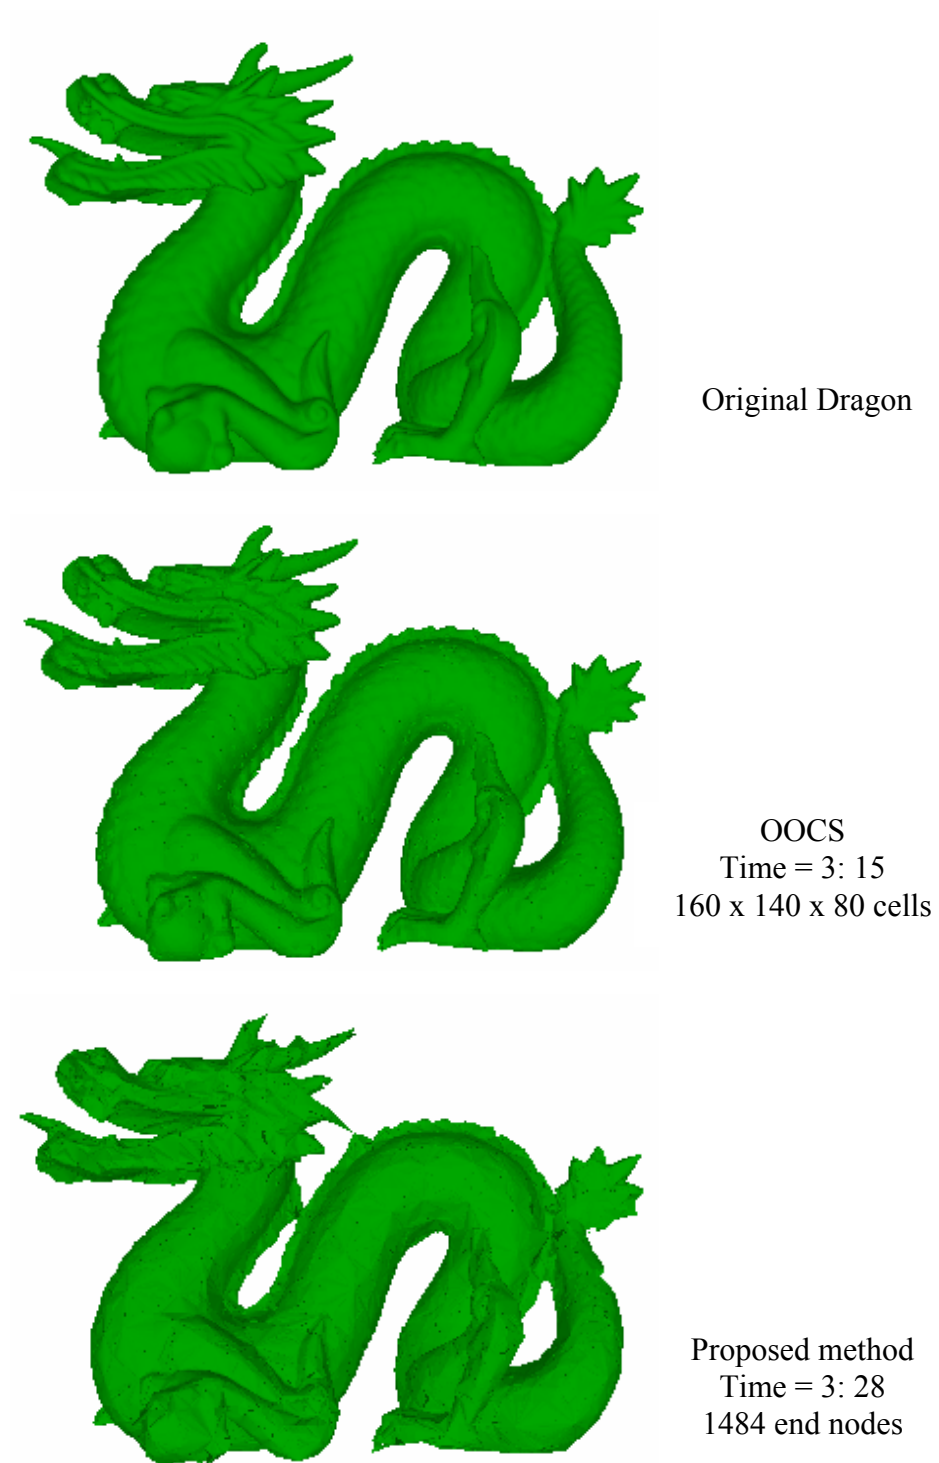 Original Dragon
OOCS
Time = 3: 15
160 x 140 x 80 cells
Proposed method
Time = 3: 28
1484 end nodes